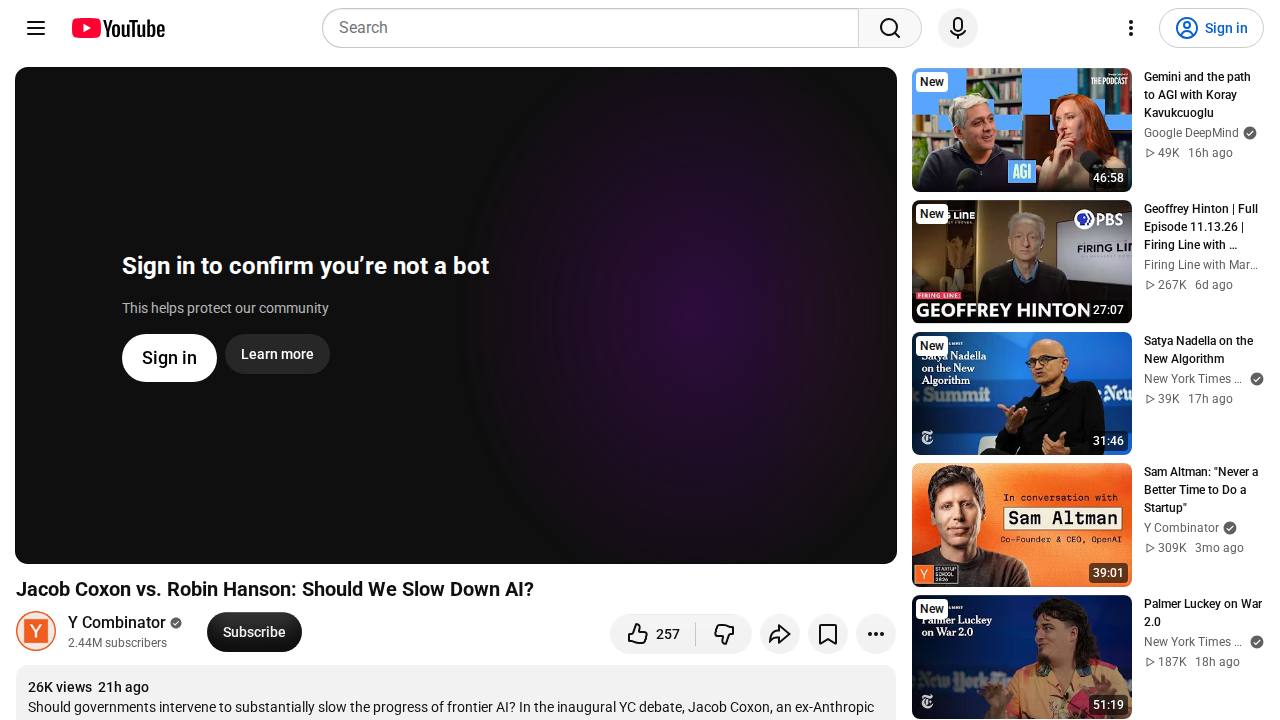 YouTube
Search
Sign in
Sign in to confirm you’re not a bot
This helps protect our community
Sign in
Learn more
Jacob Coxon vs. Robin Hanson: Should We Slow Down AI?
Y Combinator
2.44M subscribers
Subscribe
257
26K views 21h ago
Should governments intervene to substantially slow the progress of frontier AI? In the inaugural YC debate, Jacob Coxon, an ex-Anthropic
New
THE PODCAST
AGI
46:58
Gemini and the path
to AGI with Koray
Kavukcuoglu
Google DeepMind
49K 16h ago
New
LINE
PBS
FIRING LIN
FIRING LINE:
GEOFFREY HINTON
27:07
Geoffrey Hinton | Full
Episode 11.13.26 |
Firing Line with ...
Firing Line with Mar...
267K 6d ago
New
Satya Nadella
on the New
Algorithm
Summit
31:46
Satya Nadella on the
New Algorithm
New York Times ...
39K 17h ago
In conversation with
Sam Altman
Co-Founder & CEO, OpenAI
Y
STARTUP
SCHOOL
2026
39:01
Sam Altman: "Never a
Better Time to Do a
Startup"
Y Combinator
309K 3mo ago
New
Palmer Luckey
on War 2.0
51:19
Palmer Luckey on War
2.0
New York Times ...
187K 18h ago